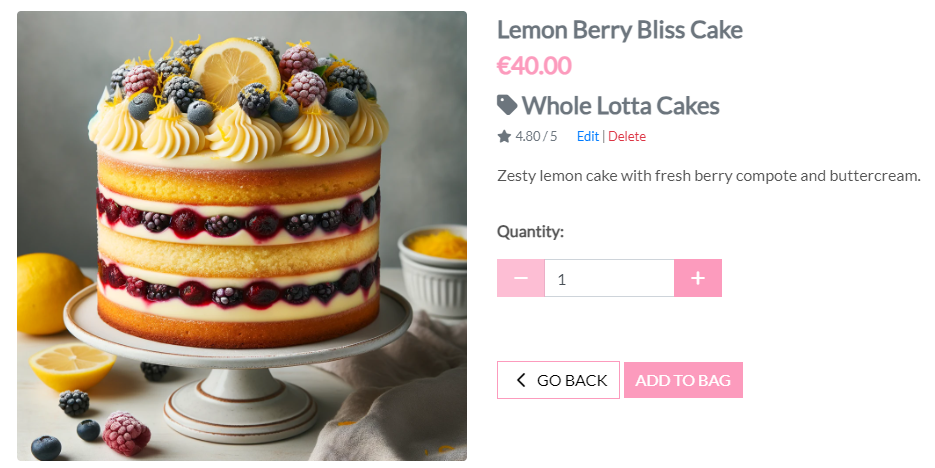 Lemon Berry Bliss Cake
€40.00
Whole Lotta Cakes
4.80 / 5 Edit | Delete
Zesty lemon cake with fresh berry compote and buttercream.
Quantity:
1
GO BACK ADD TO BAG